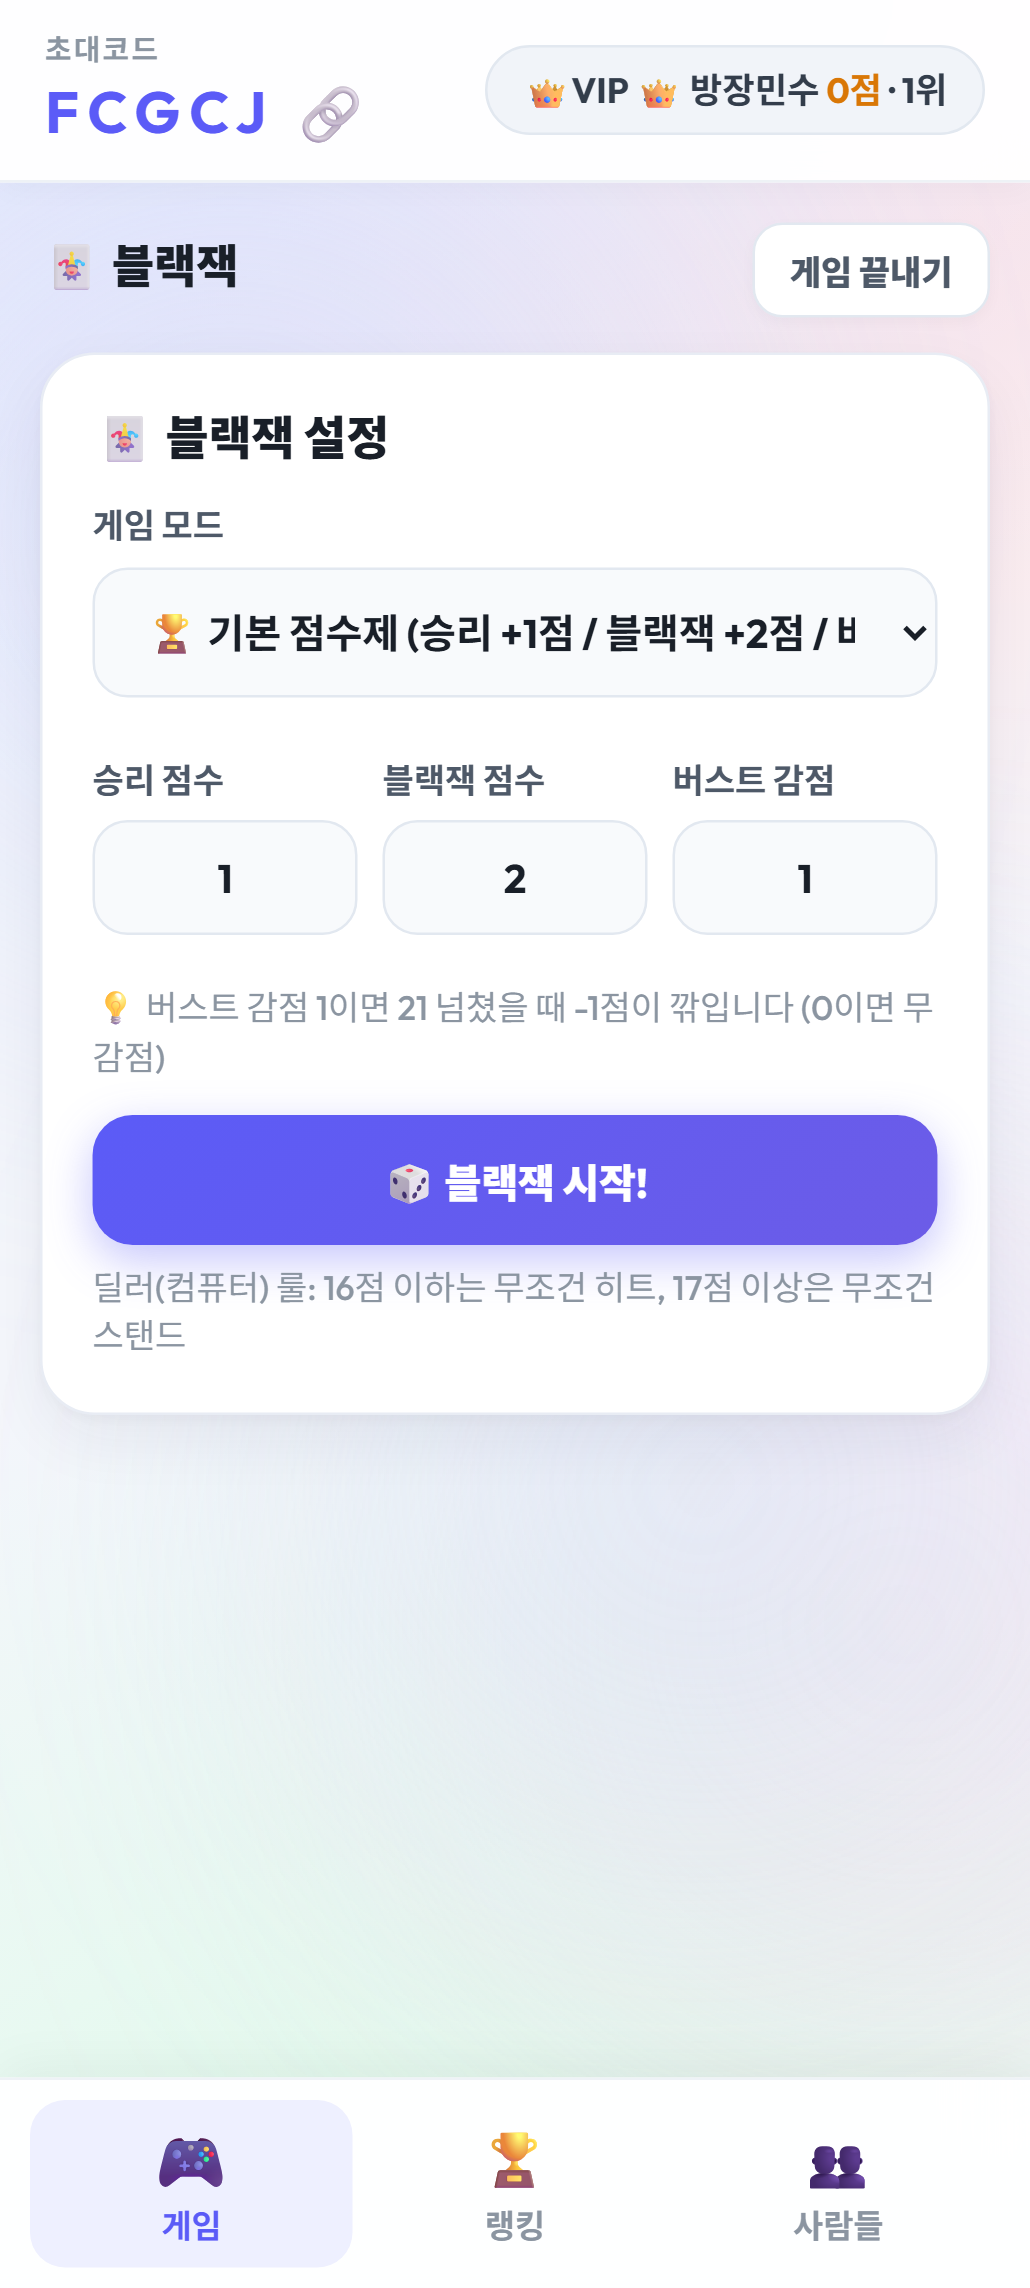 초대코드
FCGCJ
VIP 방장민수 0점·1위
블랙잭
게임 끝내기
블랙잭 설정
게임 모드
기본 점수제 (승리 +1점 / 블랙잭 +2점 /
승리 점수
블랙잭 점수
버스트 감점
1
2
1
버스트 감점 1이면 21 넘쳤을 때 -1점이 깎입니다 (0이면 무
감점)
블랙잭 시작!
딜러(컴퓨터) 룰: 16점 이하는 무조건 히트, 17점 이상은 무조건
스탠드
게임
랭킹
사람들